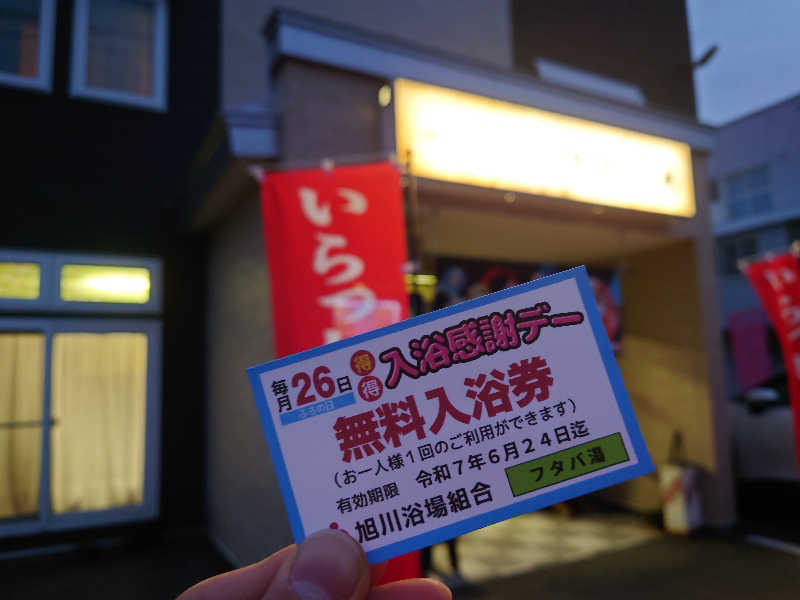 いらっ
毎月26日
ふろの日
得 得
入浴感謝デー
無料入浴券
(お一人様1回のご利用ができます)
有効期限 令和7年6月24日迄
旭川浴場組合
フタバ湯